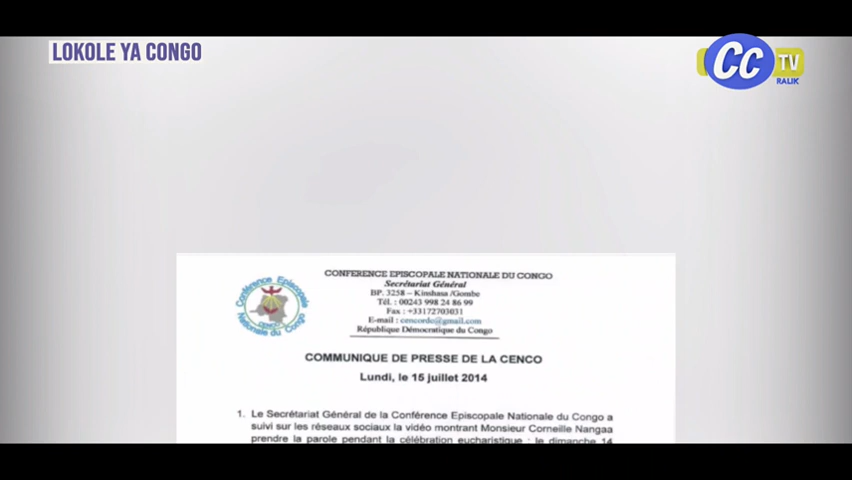 LOKOLE YA CONGO
CC TV
RALIK
CONFERENCE EPISCOPALE NATIONALE DU CONGO
Secrétariat Général
BP. 3258 – Kinshasa /Gombe
Tél. : 00243 998 24 86 99
Fax : +33172703031
E-mail : cencordc@gmail.com
République Démocratique du Congo
Conférence Episcopale
Nationale du Congo
CENCO
COMMUNIQUE DE PRESSE DE LA CENCO
Lundi, le 15 juillet 2014
1. Le Secrétariat Général de la Conférence Episcopale Nationale du Congo a
suivi sur les réseaux sociaux la vidéo montrant Monsieur Corneille Nangaa
prendre la parole pendant la célébration eucharistique : le dimanche 14